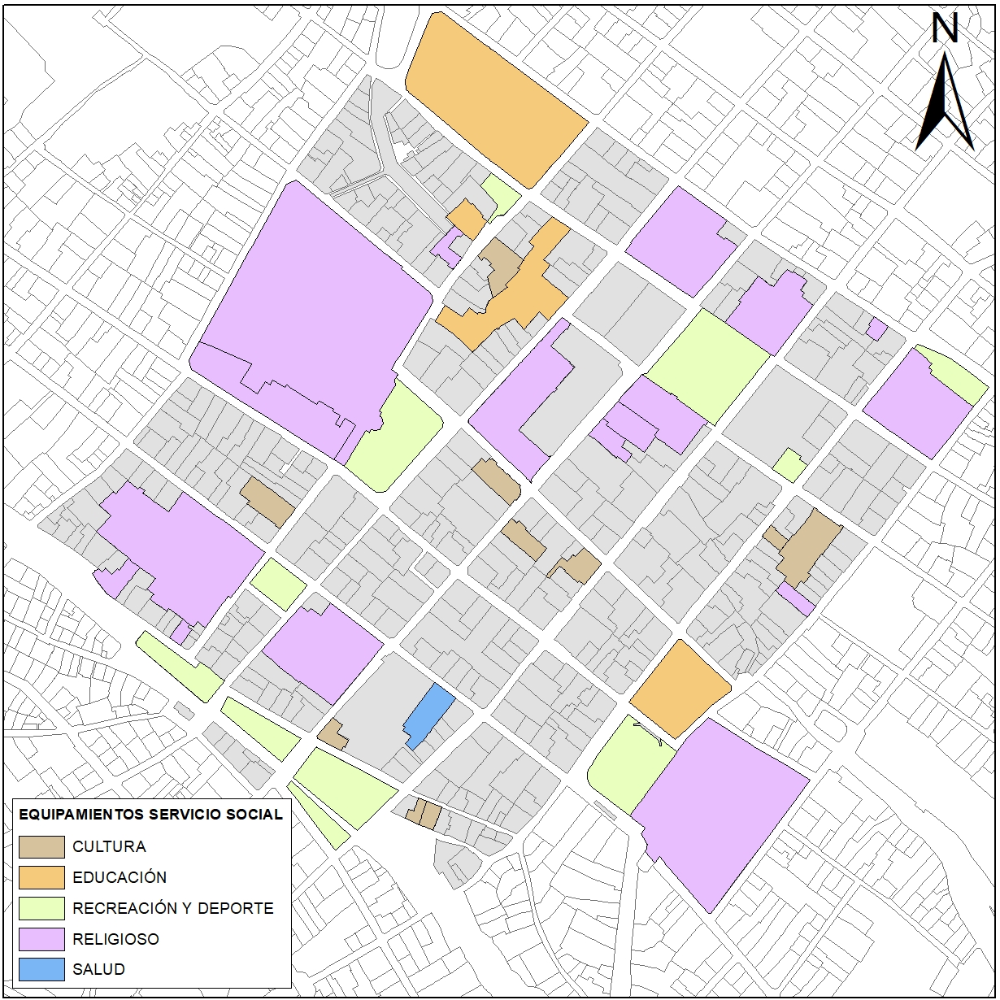 N
EQUIPAMIENTOS SERVICIO SOCIAL
CULTURA
EDUCACIÓN
RECREACIÓN Y DEPORTE
RELIGIOSO
SALUD